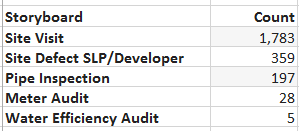 Storyboard Count
Site Visit 1,783
Site Defect SLP/Developer 359
Pipe Inspection 197
Meter Audit 28
Water Efficiency Audit 5